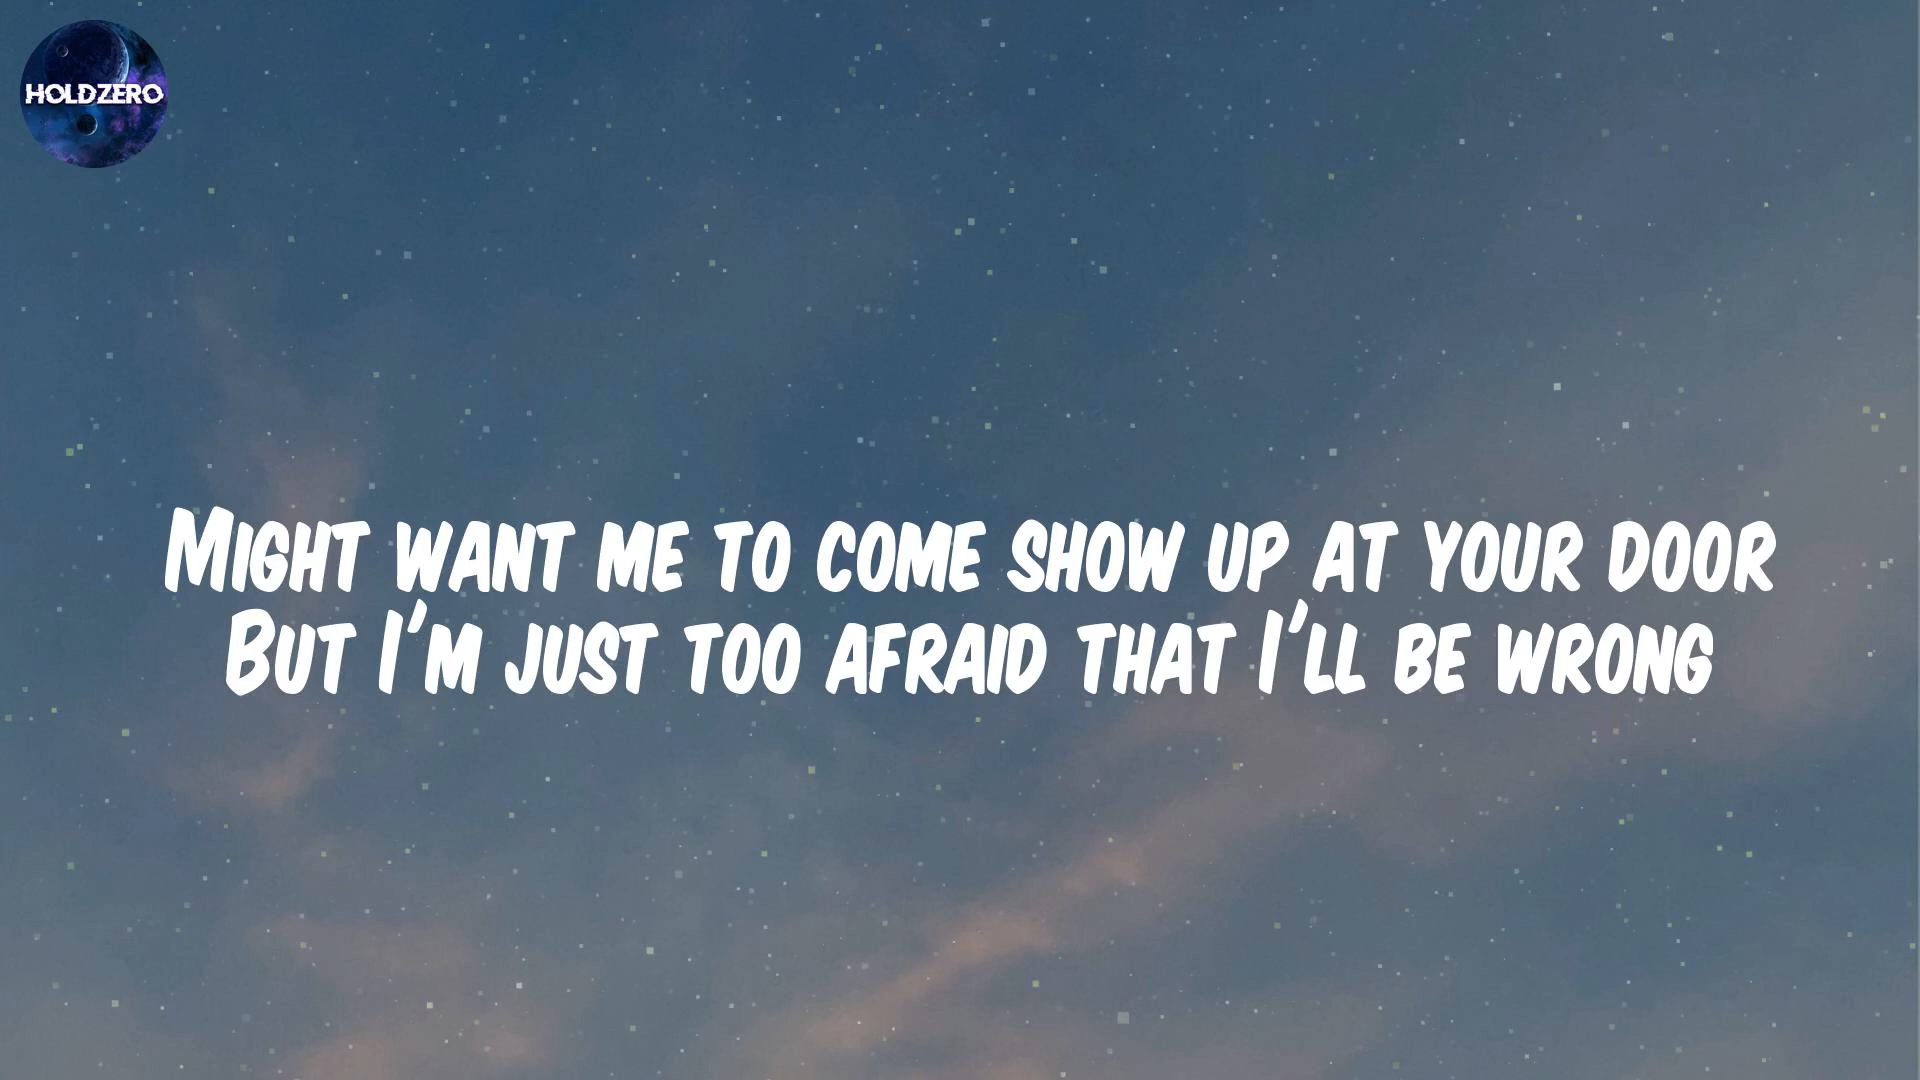 HOLDZERO
Might want me to come show up at your door
But I'm just too afraid that I'll be wrong